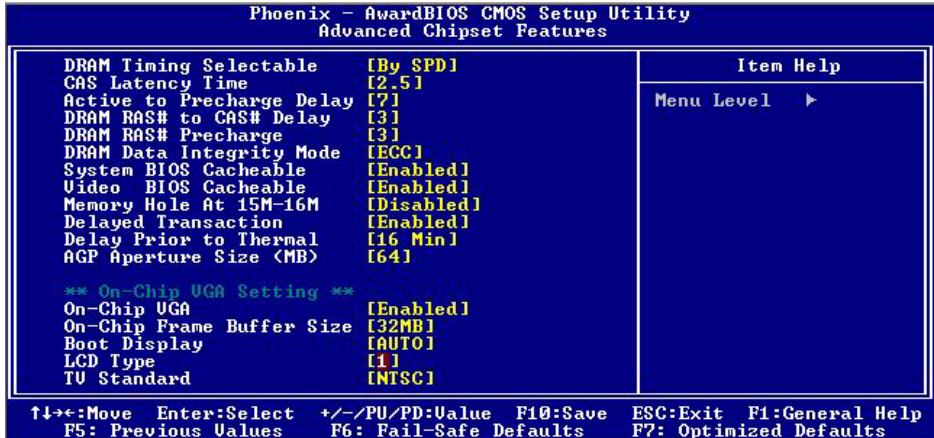 Phoenix - AwardBIOS CMOS Setup Utility
Advanced Chipset Features
DRAM Timing Selectable [By SPD]
CAS Latency Time [2.5]
Active to Precharge Delay [7]
DRAM RAS# to CAS# Delay [3]
DRAM RAS# Precharge [3]
DRAM Data Integrity Mode [ECC]
System BIOS Cacheable [Enabled]
Video BIOS Cacheable [Enabled]
Memory Hole At 15M-16M [Disabled]
Delayed Transaction [Enabled]
Delay Prior to Thermal [16 Min]
AGP Aperture Size (MB) [64]
** On-Chip VGA Setting **
On-Chip VGA [Enabled]
On-Chip Frame Buffer Size [32MB]
Boot Display [AUTO]
LCD Type [1]
TV Standard [NTSC]
Item Help
Menu Level ▶
↑↓→←:Move Enter:Select +/-/PU/PD:Value F10:Save ESC:Exit F1:General Help
F5: Previous Values F6: Fail-Safe Defaults F7: Optimized Defaults